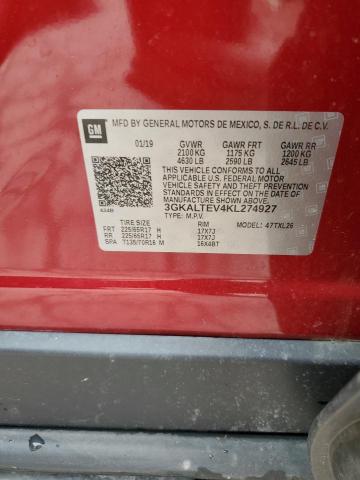 GM
MFD BY GENERAL MOTORS DE MEXICO, S. DE R.L. DE C.V.
01/19 GVWR GAWR FRT GAWR RR
2100 KG 1175 KG 1200 KG
4630 LB 2590 LB 2645 LB
THIS VEHICLE CONFORMS TO ALL
APPLICABLE U.S. FEDERAL MOTOR
VEHICLE SAFETY, BUMPER, AND THEFT
PREVENTION STANDARDS IN EFFECT ON
THE DATE OF MANUFACTURE SHOWN ABOVE.
3GKALTEV4KL274927
TYPE: M.P.V. MODEL: 47TXL26
TIRE SIZE RIM
FRT 225/65R17 H 17X7J
RR 225/65R17 H 17X7J
SPA T135/70R16 M 16X4BT